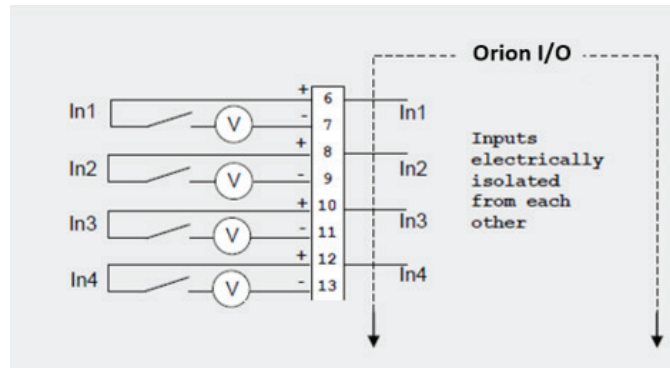 Orion I/O
+
6
In1
V
-
7
In1
+
8
In2
V
-
9
In2
+
10
In3
V
-
11
In3
+
12
In4
V
-
13
In4
Inputs
electrically
isolated
from each
other